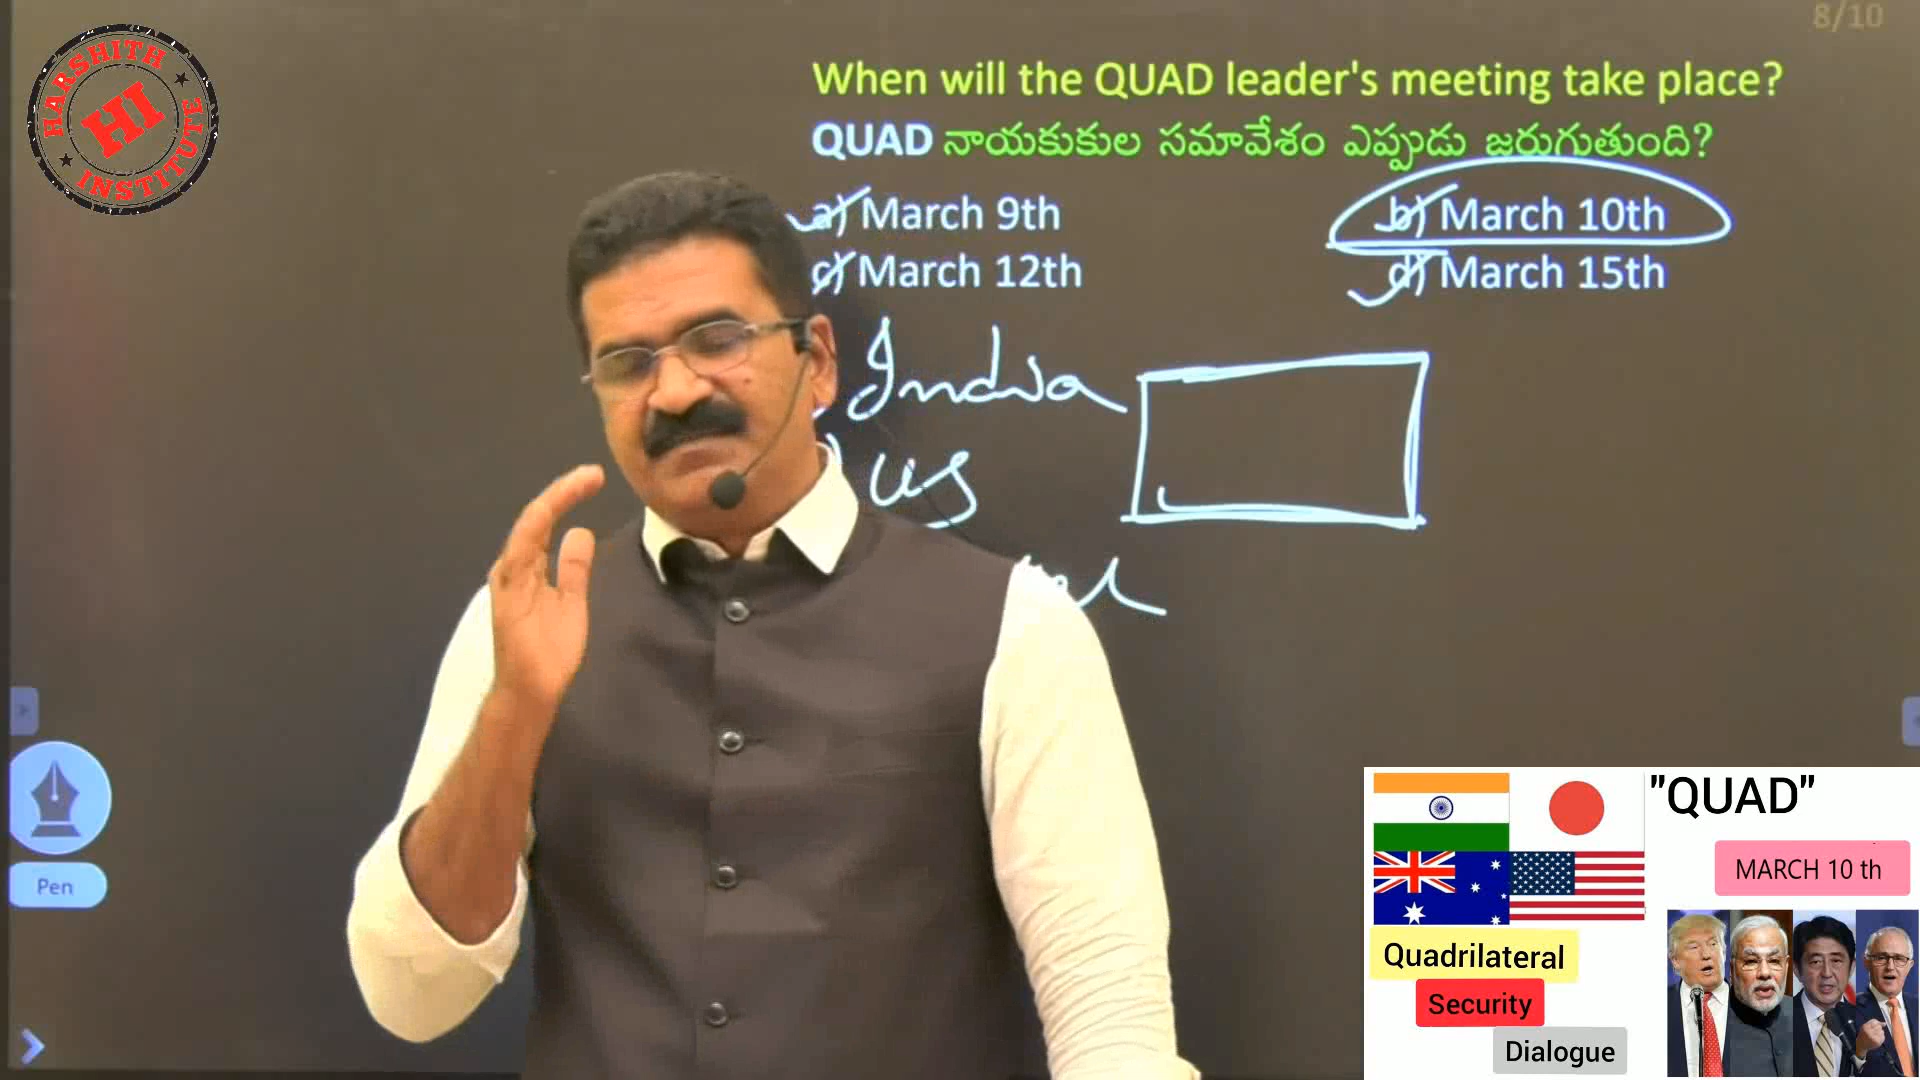 8/10
HARSHITH
HI
INSTITUTE
When will the QUAD leader's meeting take place?
QUAD నాయకుకుల సమావేశం ఎప్పుడు జరుగుతుంది?
a) March 9th b) March 10th
c) March 12th d) March 15th
India
us
Pen
"QUAD"
MARCH 10 th
Quadrilateral
Security
Dialogue